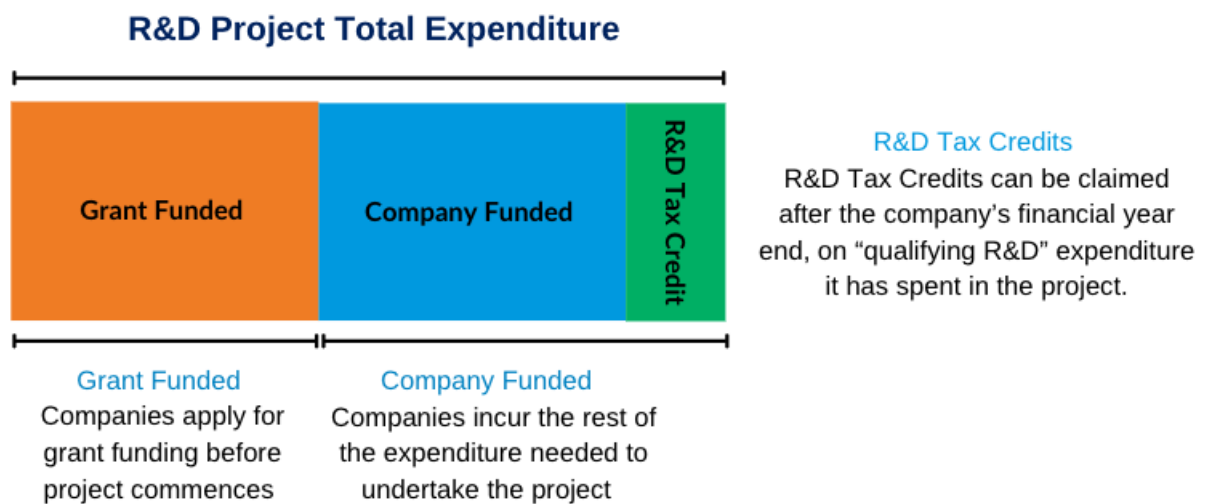 R&D Project Total Expenditure
Grant Funded
Company Funded
R&D Tax Credit
R&D Tax Credits
R&D Tax Credits can be claimed
after the company’s financial year
end, on “qualifying R&D” expenditure
it has spent in the project.
Grant Funded
Companies apply for
grant funding before
project commences
Company Funded
Companies incur the rest of
the expenditure needed to
undertake the project